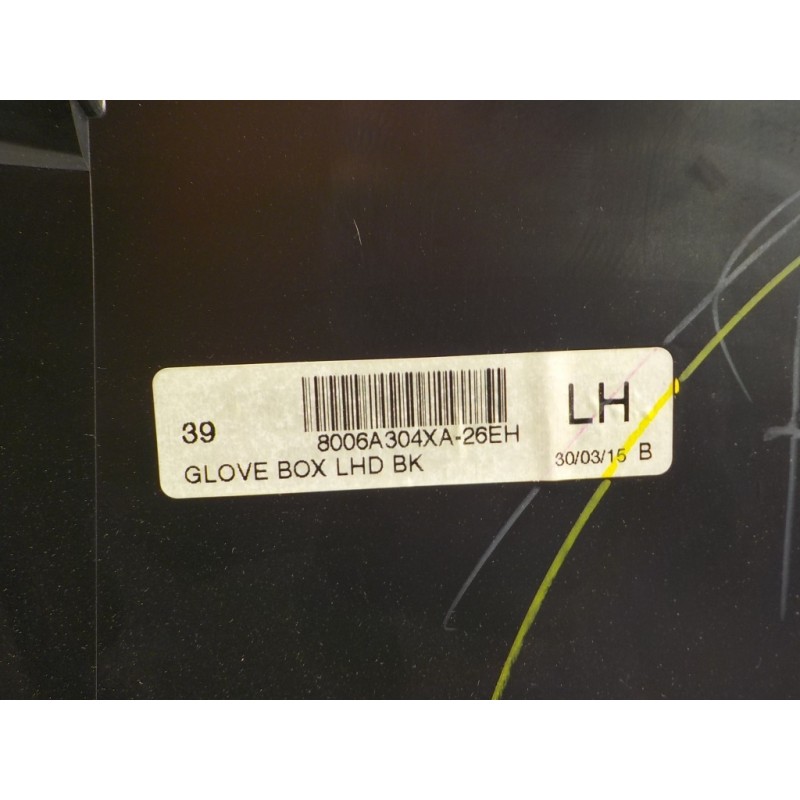 39
8006A304XA-26EH
GLOVE BOX LHD BK
LH
30/03/15 B